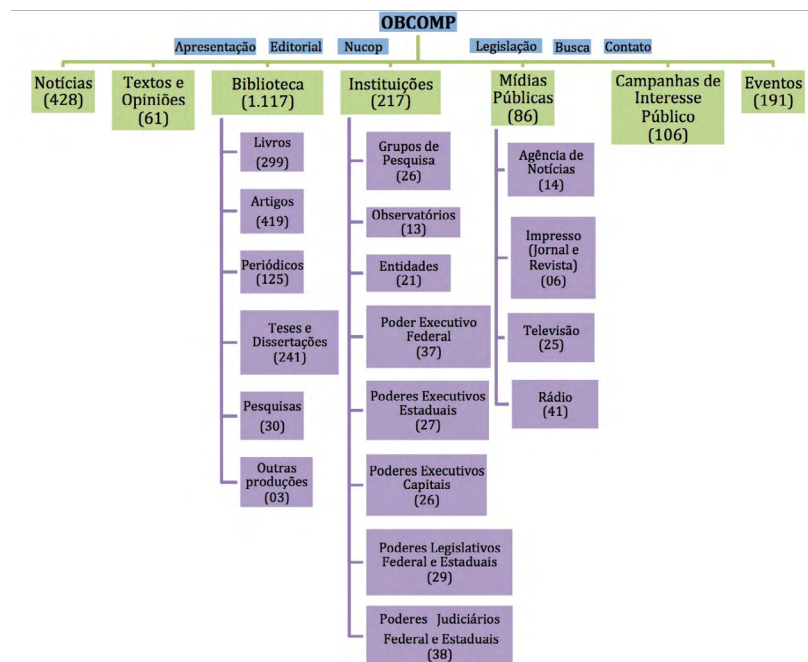 OBCOMP
Apresentação Editorial Nucop Legislação Busca Contato
Notícias
(428)
Textos e
Opiniões
(61)
Biblioteca
(1.117)
Instituições
(217)
Mídias
Públicas
(86)
Campanhas de
Interesse
Público
(106)
Eventos
(191)
Livros
(299)
Artigos
(419)
Periódicos
(125)
Teses e
Dissertações
(241)
Pesquisas
(30)
Outras
produções
(03)
Grupos de
Pesquisa
(26)
Observatórios
(13)
Entidades
(21)
Poder Executivo
Federal
(37)
Poderes Executivos
Estaduais
(27)
Poderes Executivos
Capitais
(26)
Poderes Legislativos
Federal e Estaduais
(29)
Poderes Judiciários
Federal e Estaduais
(38)
Agência de
Notícias
(14)
Impresso
(Jornal e
Revista)
(06)
Televisão
(25)
Rádio
(41)